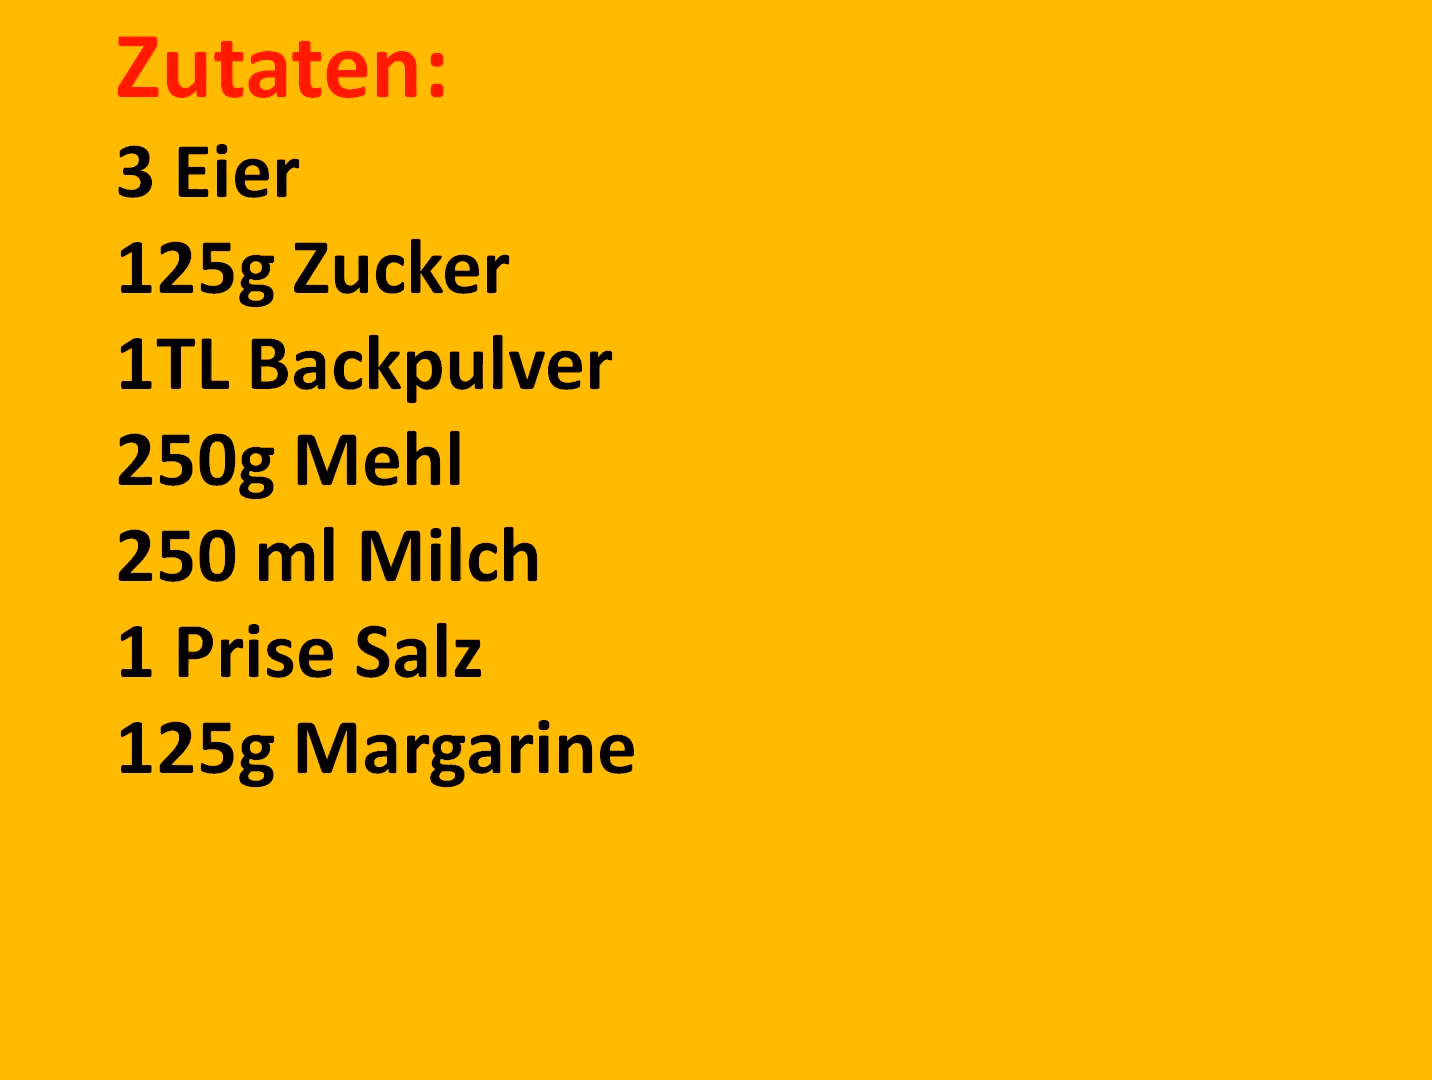 Zutaten:
3 Eier
125g Zucker
1TL Backpulver
250g Mehl
250 ml Milch
1 Prise Salz
125g Margarine